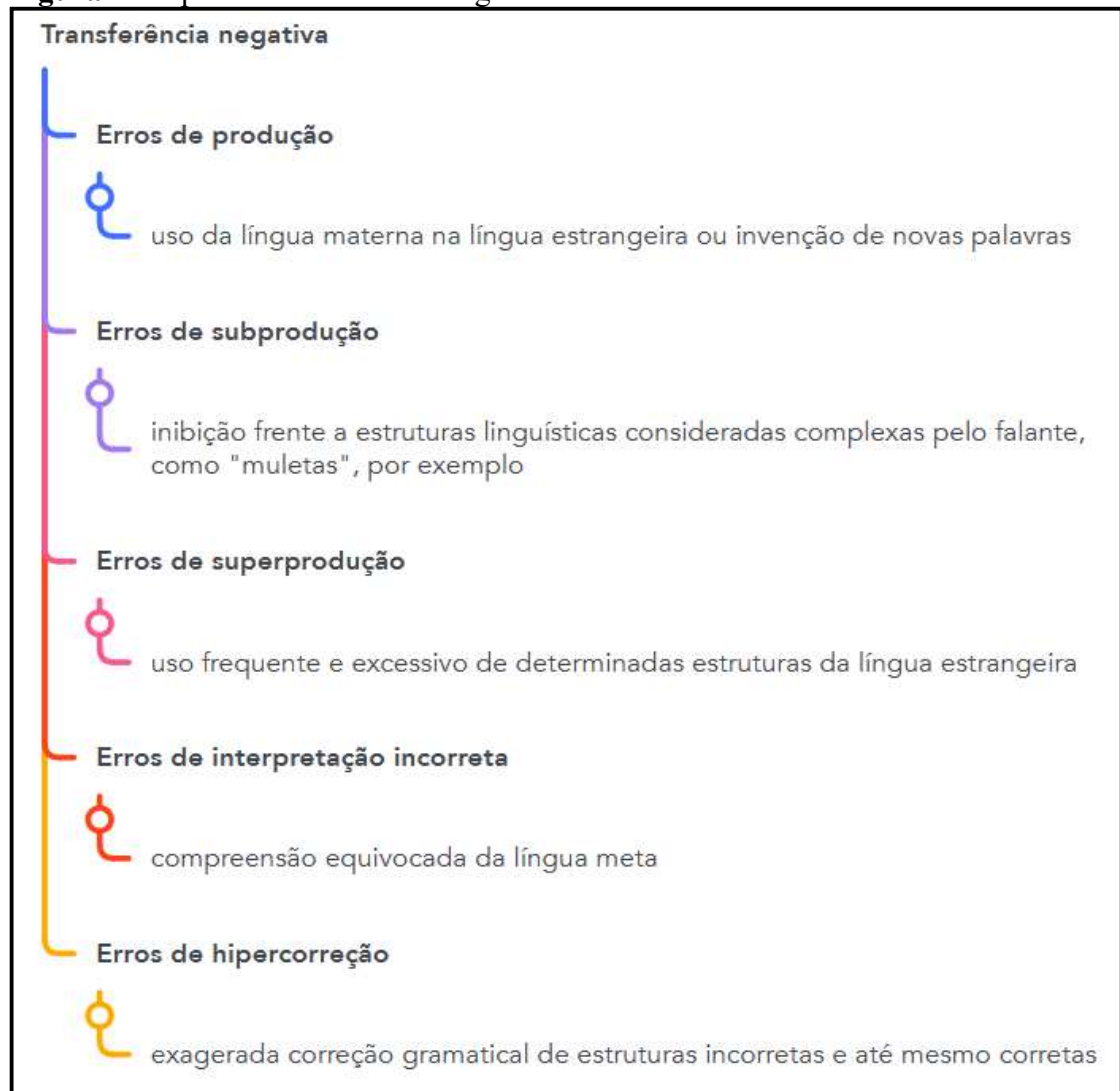 Transferência negativa
Erros de produção
uso da língua materna na língua estrangeira ou invenção de novas palavras
Erros de subprodução
inibição frente a estruturas linguísticas consideradas complexas pelo falante,
como "muletas", por exemplo
Erros de superprodução
uso frequente e excessivo de determinadas estruturas da língua estrangeira
Erros de interpretação incorreta
compreensão equivocada da língua meta
Erros de hipercorreção
exagerada correção gramatical de estruturas incorretas e até mesmo corretas